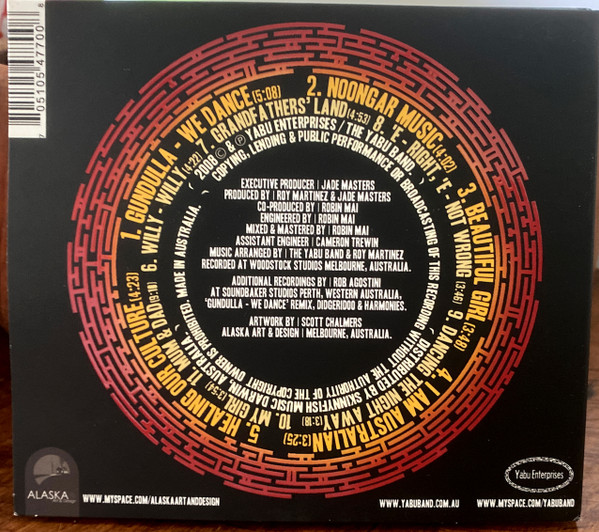 7 05105 47700 8
1. GUNDULLA - WE DANCE (5:08)
2. NOONGAR MUSIC (4:02)
3. BEAUTIFUL GIRL (3:48)
4. I AM AUSTRALIAN (3:25)
5. HEALING OUR CULTURE (4:23)
6. WILLY - WILLY (4:22)
7. GRANDFATHERS' LAND (4:53)
8. 'E - RIGHT, 'E - NOT WRONG (3:46)
9. DANCING THE NIGHT AWAY (3:18)
10. MY GIRL (3:54)
11. MUM & DAD
2009 © & ℗ YABU ENTERPRISES / THE YABU BAND.
COPYING, LENDING & PUBLIC PERFORMANCE OR BROADCASTING OF THIS RECORDING WITHOUT THE AUTHORITY OF THE COPYRIGHT OWNER IS PROHIBITED. MADE IN AUSTRALIA.
DISTRIBUTED BY SKINNYFISH MUSIC DARWIN, AUSTRALIA
EXECUTIVE PRODUCER | JADE MASTERS
PRODUCED BY | ROY MARTINEZ & JADE MASTERS
CO-PRODUCED BY | ROBIN MAI
ENGINEERED BY | ROBIN MAI
MIXED & MASTERED BY | ROBIN MAI
ASSISTANT ENGINEER | CAMERON TREWIN
MUSIC ARRANGED BY | THE YABU BAND & ROY MARTINEZ
RECORDED AT WOODSTOCK STUDIOS MELBOURNE, AUSTRALIA.
ADDITIONAL RECORDINGS BY | ROB AGOSTINI
AT SOUNDBAKER STUDIOS PERTH, WESTERN AUSTRALIA,
'GUNDULLA - WE DANCE' REMIX, DIDGERIDOO & HARMONIES.
ARTWORK BY | SCOTT CHALMERS
ALASKA ART & DESIGN | MELBOURNE, AUSTRALIA.
ALASKA
WWW.MYSPACE.COM/ALASKAARTANDDESIGN
WWW.YABUBAND.COM.AU
WWW.MYSPACE.COM/YABUBAND
Yabu Enterprises